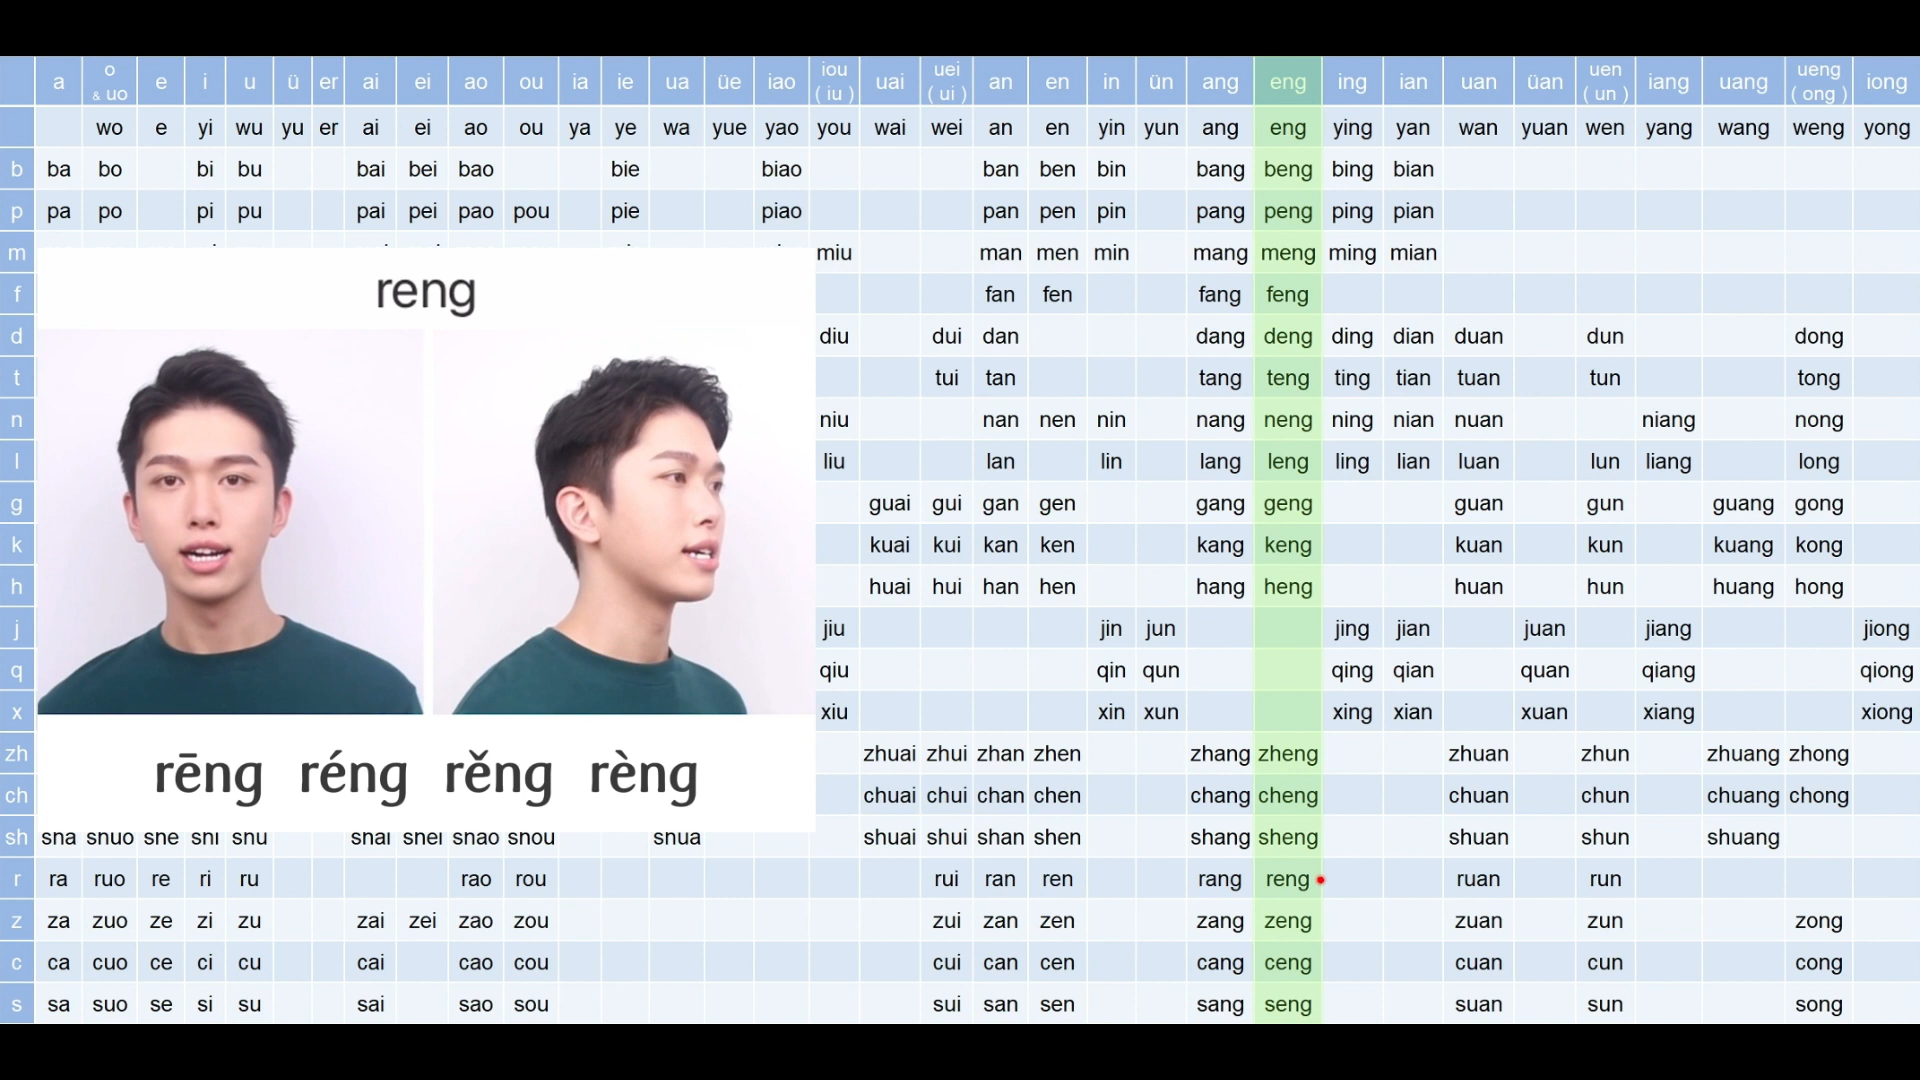 a o & uo e i u ü er ai ei ao ou ia ie ua üe iao iou ( iu ) uai uei ( ui ) an en in ün ang eng ing ian uan üan uen ( un ) iang uang ueng ( ong ) iong
wo e yi wu yu er ai ei ao ou ya ye wa yue yao you wai wei an en yin yun ang eng ying yan wan yuan wen yang wang weng yong
b ba bo bi bu bai bei bao bie biao ban ben bin bang beng bing bian
p pa po pi pu pai pei pao pou pie piao pan pen pin pang peng ping pian
m miu man men min mang meng ming mian
reng
f fan fen fang feng
d diu dui dan dang deng ding dian duan dun dong
t tui tan tang teng ting tian tuan tun tong
n niu nan nen nin nang neng ning nian nuan niang nong
l liu lan lin lang leng ling lian luan lun liang long
g guai gui gan gen gang geng guan gun guang gong
k kuai kui kan ken kang keng kuan kun kuang kong
h huai hui han hen hang heng huan hun huang hong
j jiu jin jun jing jian juan jiang jiong
q qiu qin qun qing qian quan qiang qiong
x xiu xin xun xing xian xuan xiang xiong
rēng réng rěng rèng
zh zhuai zhui zhan zhen zhang zheng zhuan zhun zhuang zhong
ch chuai chui chan chen chang cheng chuan chun chuang chong
sh sha shuo she shi shu shai shei shao shou shua shuai shui shan shen shang sheng shuan shun shuang
r ra ruo re ri ru rao rou rui ran ren rang reng ruan run
z za zuo ze zi zu zai zei zao zou zui zan zen zang zeng zuan zun zong
c ca cuo ce ci cu cai cao cou cui can cen cang ceng cuan cun cong
s sa suo se si su sai sao sou sui san sen sang seng suan sun song